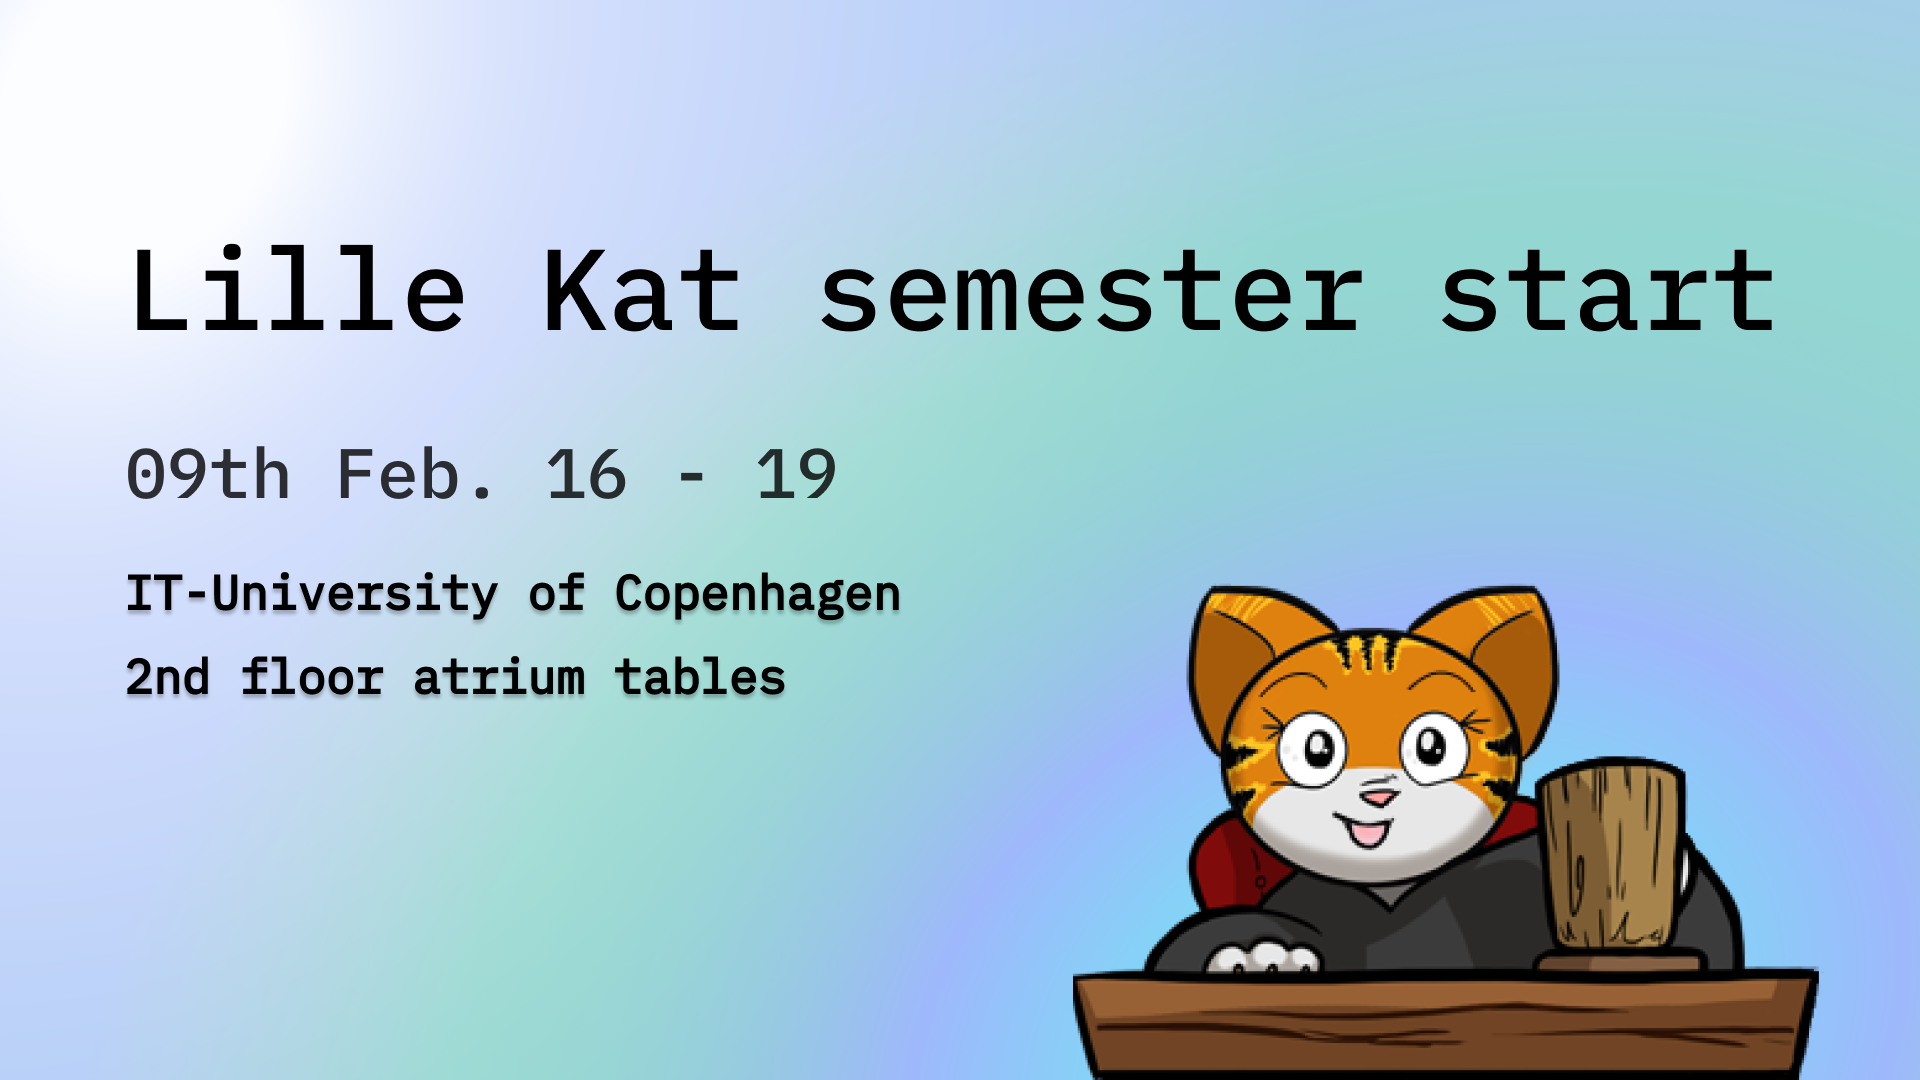 Lille Kat semester start
09th Feb. 16 - 19
IT-University of Copenhagen
2nd floor atrium tables